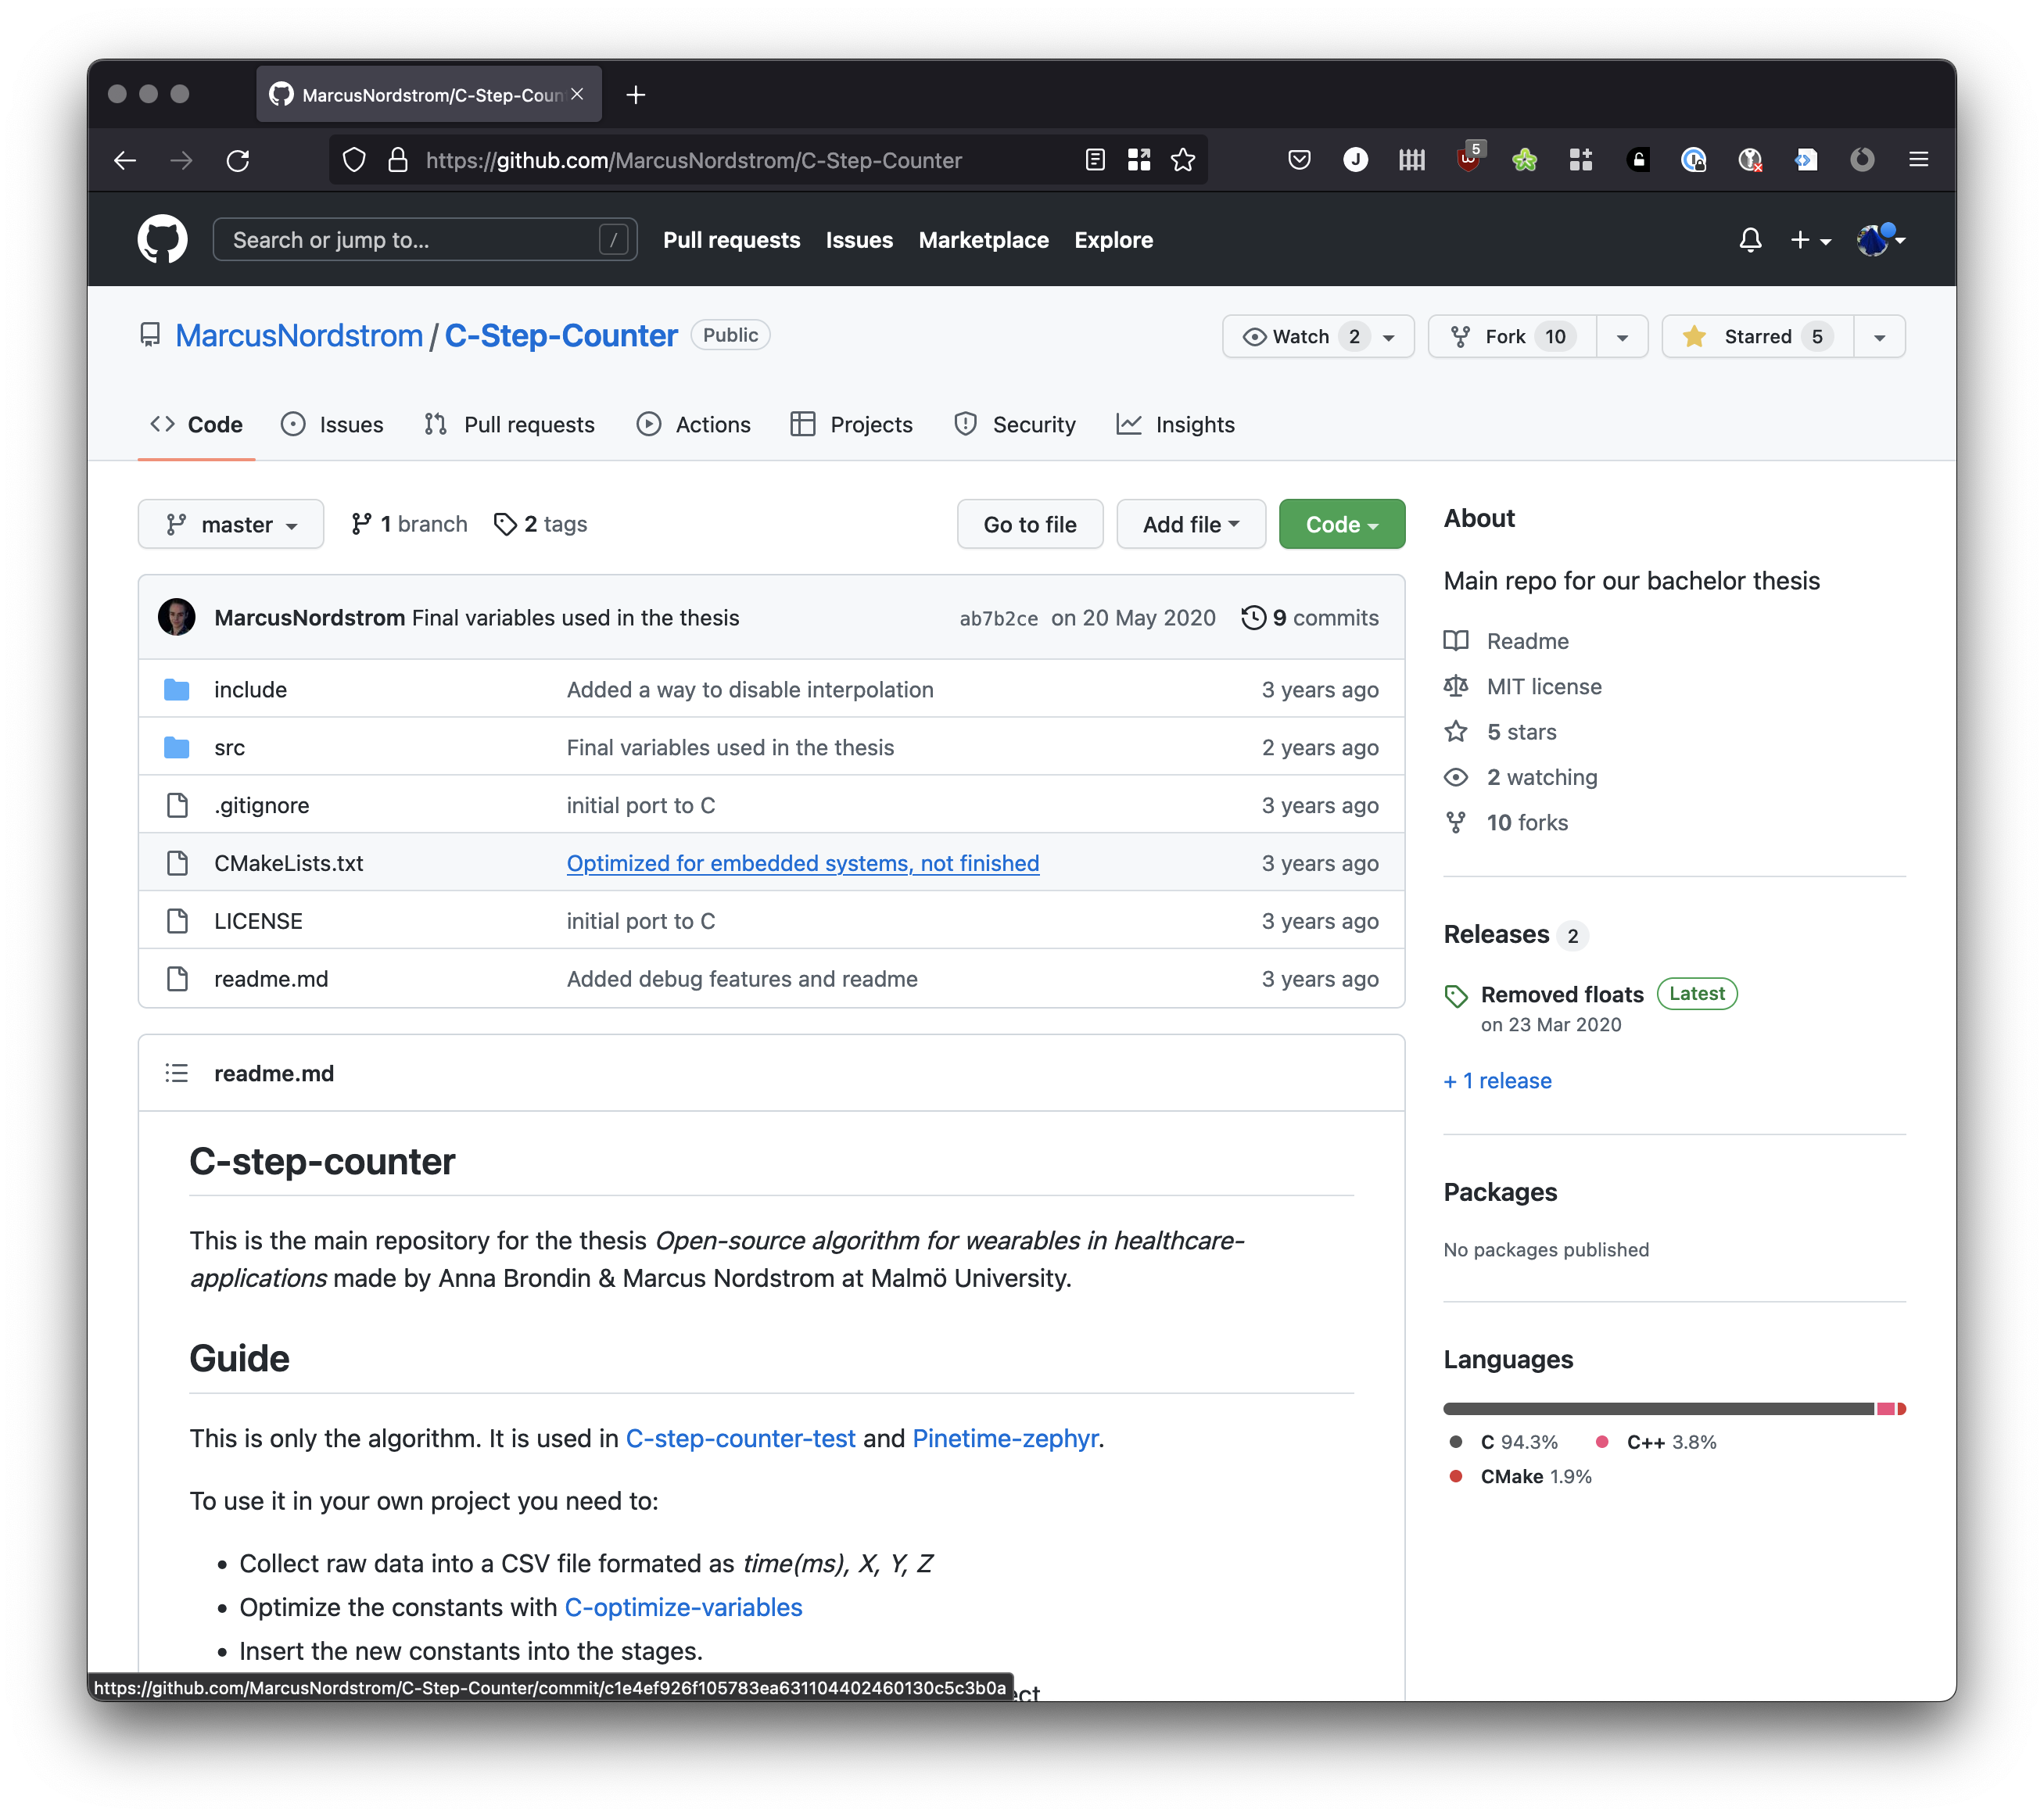 MarcusNordstrom/C-Step-Coun
https://github.com/MarcusNordstrom/C-Step-Counter
J
5
Search or jump to...
/
Pull requests
Issues
Marketplace
Explore
MarcusNordstrom / C-Step-Counter
Public
Watch 2
Fork 10
Starred 5
Code
Issues
Pull requests
Actions
Projects
Security
Insights
master
1 branch
2 tags
Go to file
Add file
Code
MarcusNordstrom Final variables used in the thesis
ab7b2ce on 20 May 2020
9 commits
include
Added a way to disable interpolation
3 years ago
src
Final variables used in the thesis
2 years ago
.gitignore
initial port to C
3 years ago
CMakeLists.txt
Optimized for embedded systems, not finished
3 years ago
LICENSE
initial port to C
3 years ago
readme.md
Added debug features and readme
3 years ago
readme.md
C-step-counter
This is the main repository for the thesis Open-source algorithm for wearables in healthcare-
applications made by Anna Brondin & Marcus Nordstrom at Malmö University.
Guide
This is only the algorithm. It is used in C-step-counter-test and Pinetime-zephyr.
To use it in your own project you need to:
• Collect raw data into a CSV file formated as time(ms), X, Y, Z
• Optimize the constants with C-optimize-variables
• Insert the new constants into the stages.
https://github.com/MarcusNordstrom/C-Step-Counter/commit/c1e4ef926f105783ea631104402460130c5c3b0a
About
Main repo for our bachelor thesis
Readme
MIT license
5 stars
2 watching
10 forks
Releases 2
Removed floats
Latest
on 23 Mar 2020
+ 1 release
Packages
No packages published
Languages
C 94.3%
C++ 3.8%
CMake 1.9%